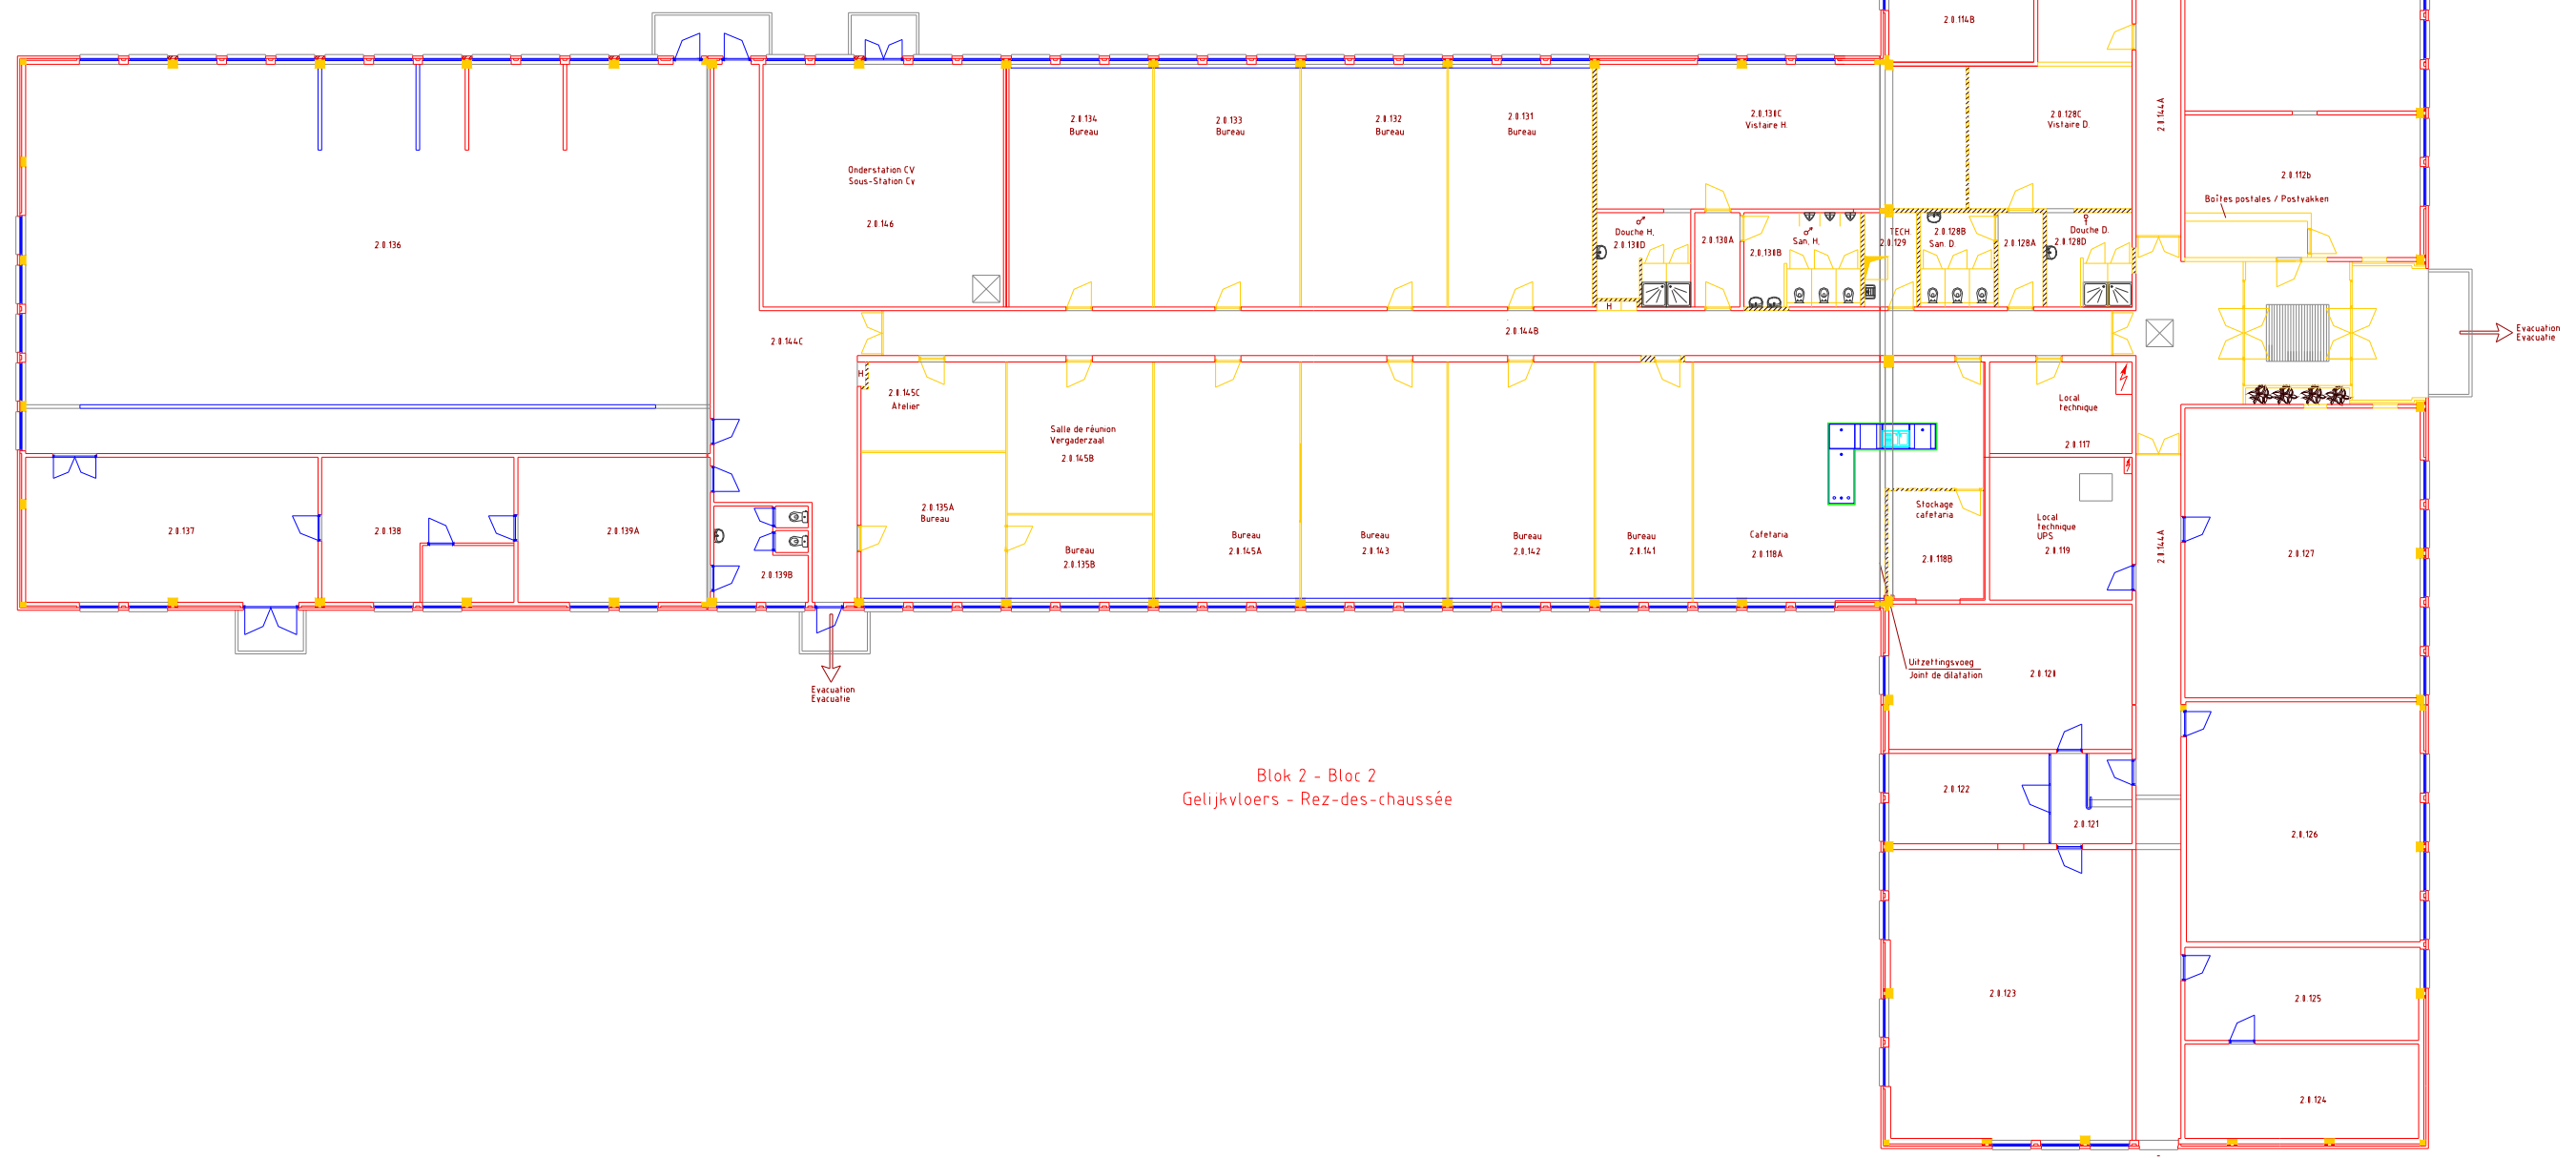 2.0.114B
2.0.134
Bureau
2.0.133
Bureau
2.0.132
Bureau
2.0.131
Bureau
2.0.130C
Vistaire H.
2.0.128C
Vistaire D.
2.0.144A
Onderstation CV
Sous-Station Cv
2.0.146
2.0.112b
Boîtes postales / Postvakken
2.0.136
Douche H.
2.0.130D
2.0.130A
San. H.
2.0.130B
TECH
2.0.129
2.0.128B
San. D.
2.0.128A
Douche D.
2.0.128D
H
2.0.144B
2.0.144C
Evacuation
Evacuatie
H
2.0.145C
Atelier
Salle de réunion
Vergaderzaal
2.0.145B
Local
technique
2.0.117
2.0.137
2.0.138
2.0.139A
2.0.139B
2.0.135A
Bureau
Bureau
2.0.135B
Bureau
2.0.145A
Bureau
2.0.143
Bureau
2.0.142
Bureau
2.0.141
Cafetaria
2.0.118A
Stockage
cafetaria
2.0.118B
Local
technique
UPS
2.0.119
2.0.144A
2.0.127
Evacuation
Evacuatie
Uitzettingsvoeg
Joint de dilatation
2.0.120
Blok 2 - Bloc 2
Gelijkvloers - Rez-des-chaussée
2.0.122
2.0.121
2.0.126
2.0.123
2.0.125
2.0.124